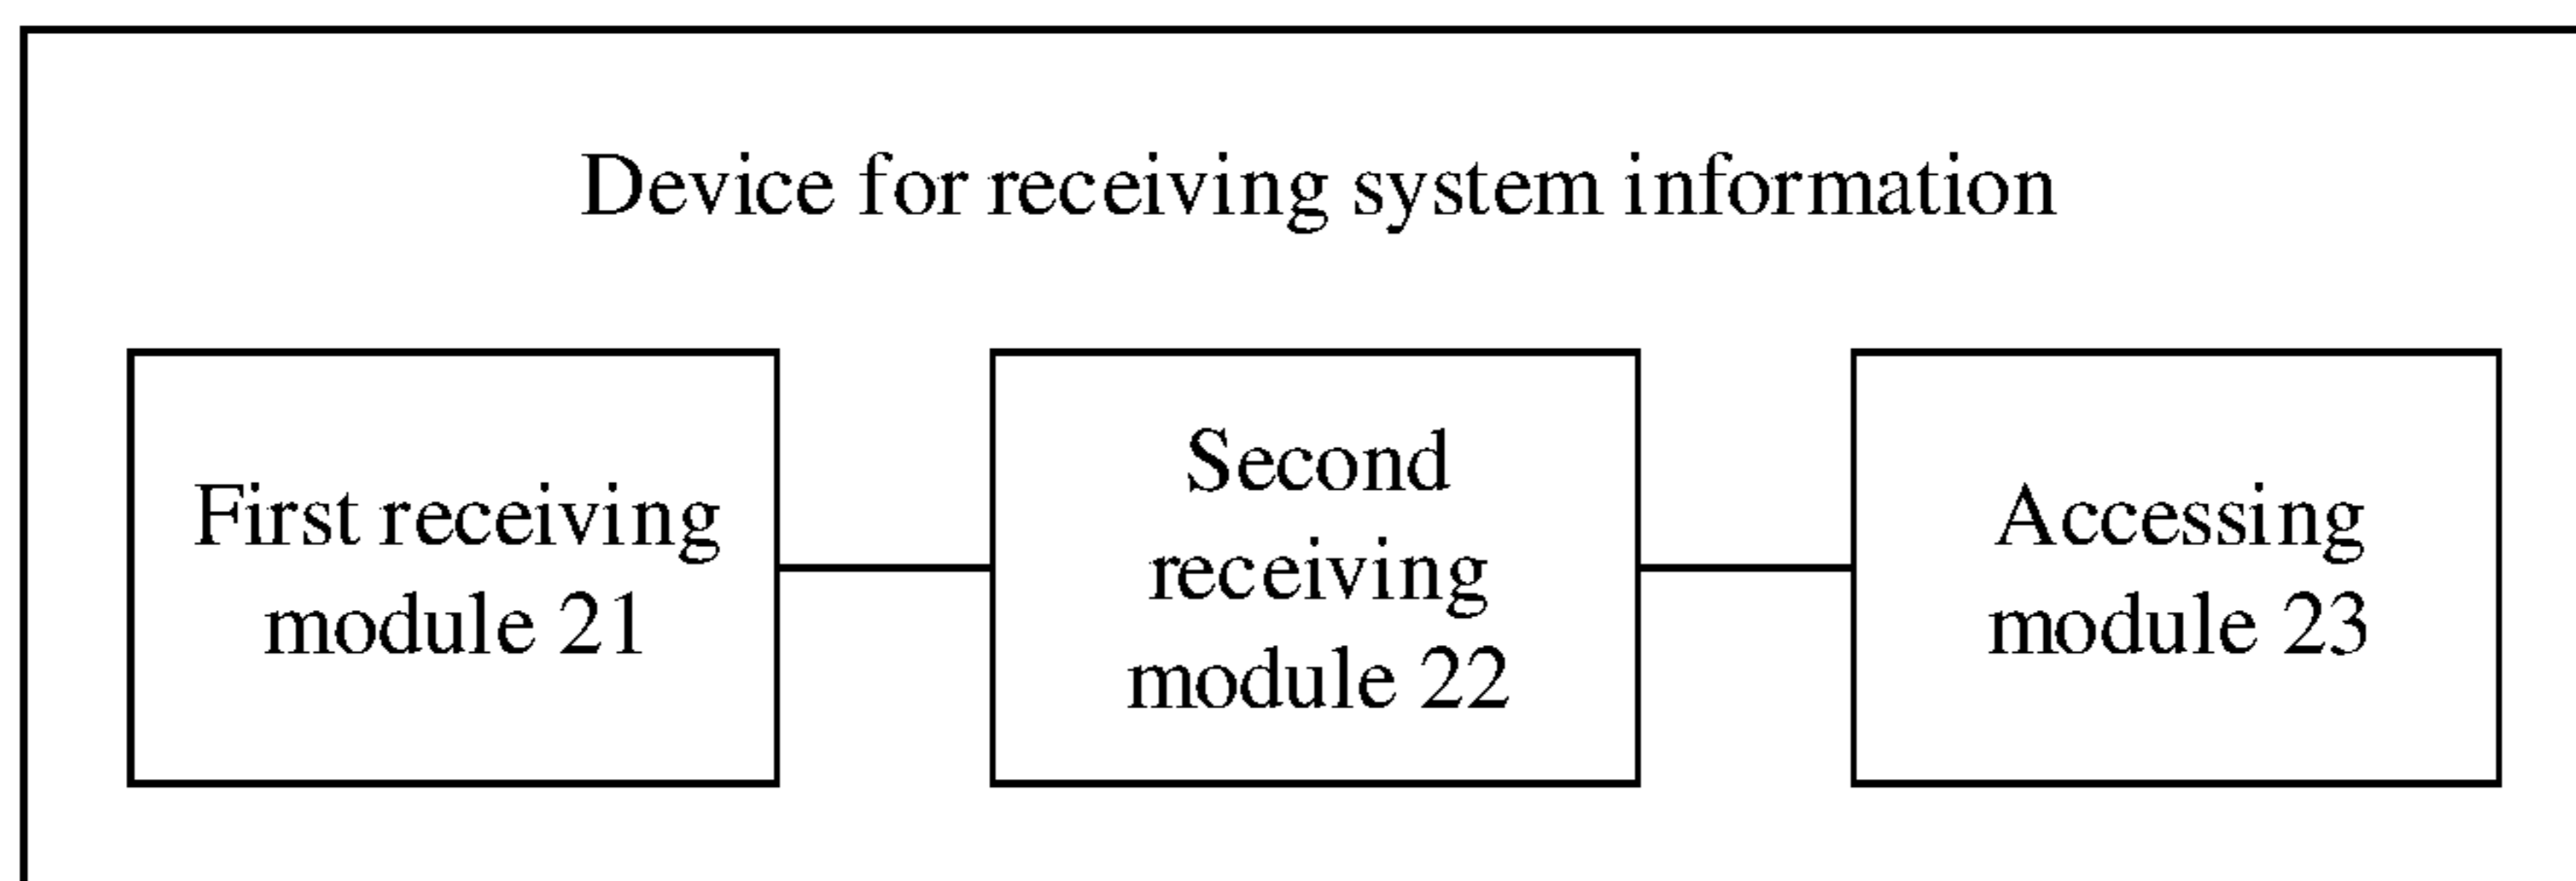 Device for receiving system information
First receiving
module 21
Second
receiving
module 22
Accessing
module 23